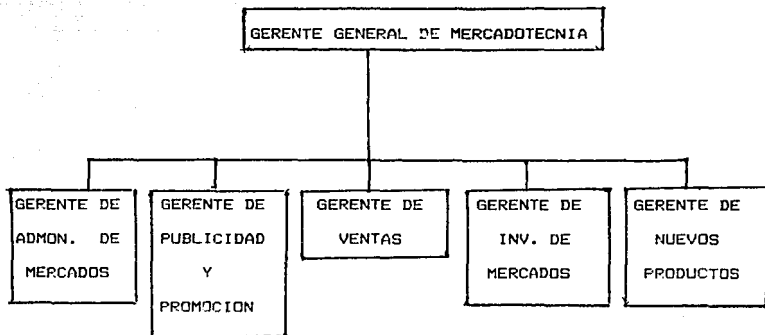 GERENTE GENERAL DE MERCADOTECNIA
GERENTE DE
ADMON. DE
MERCADOS
GERENTE DE
PUBLICIDAD
Y
PROMOCION
GERENTE DE
VENTAS
GERENTE DE
INV. DE
MERCADOS
GERENTE DE
NUEVOS
PRODUCTOS